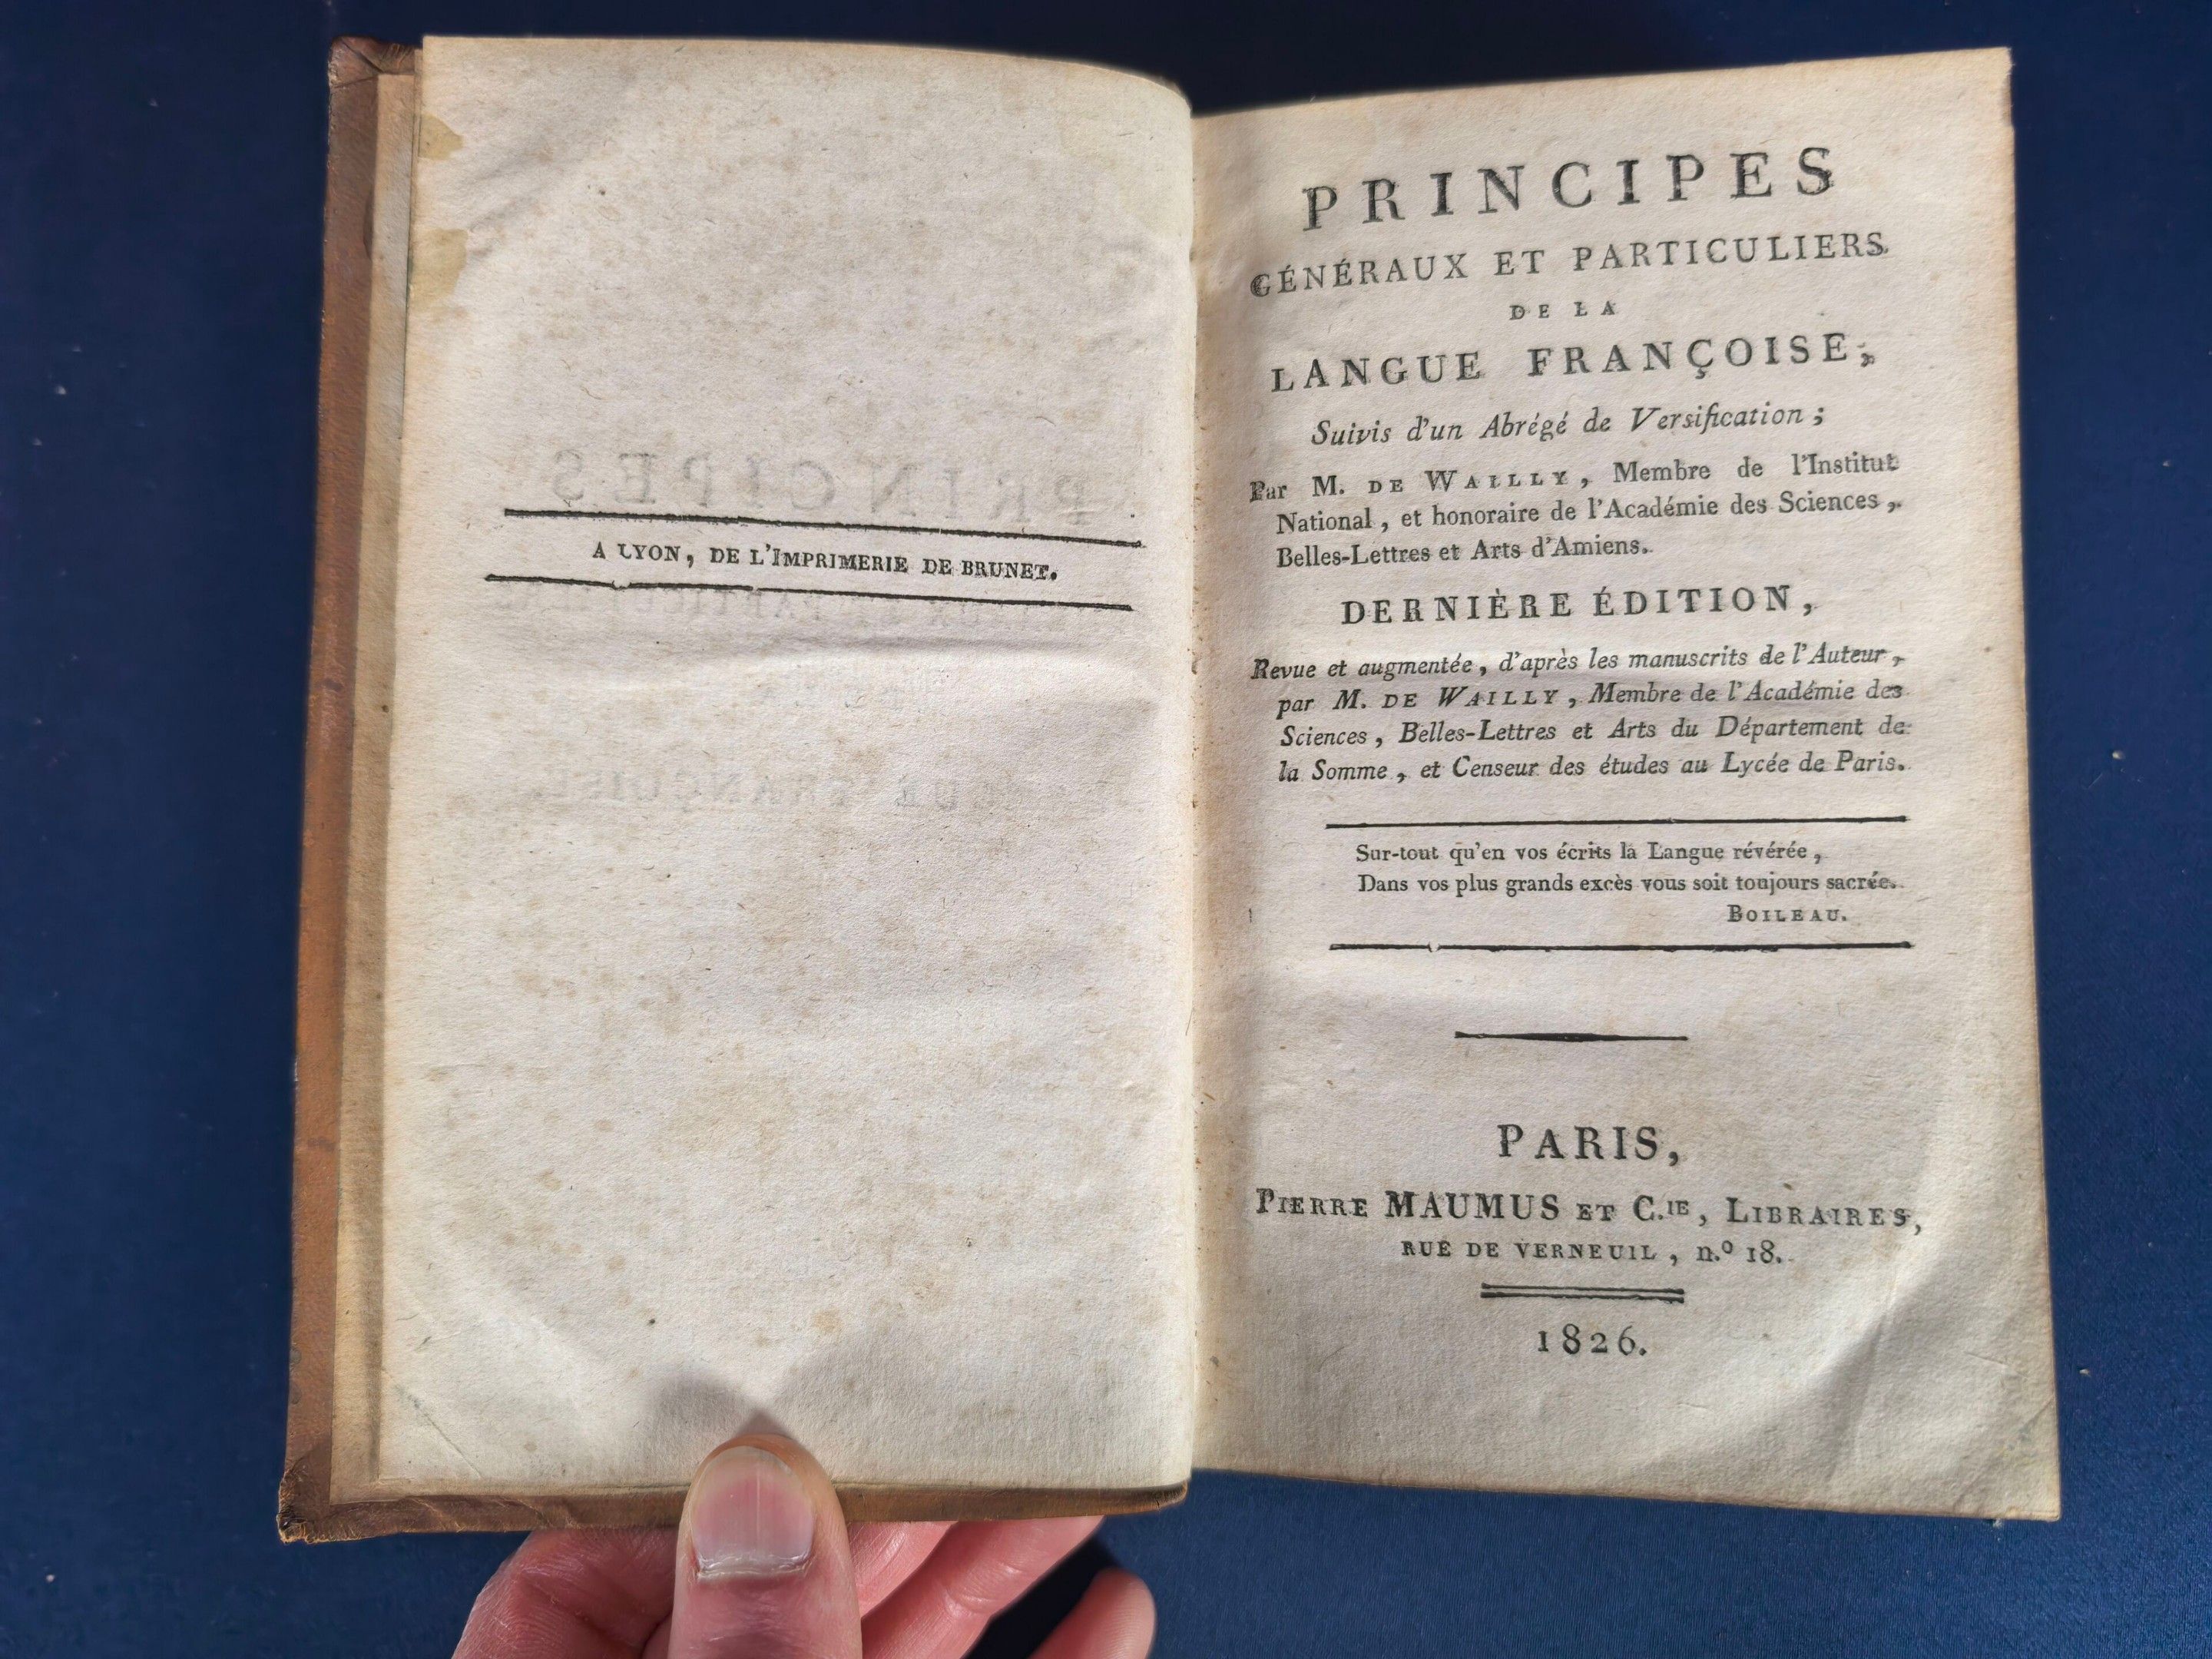 A LYON, DE L'IMPRIMERIE DE BRUNET.
PRINCIPES
GÉNÉRAUX ET PARTICULIERS
DE LA
LANGUE FRANÇOISE,
Suivis d'un Abrégé de Versification ;
Par M. DE WAILLY, Membre de l'Institut
National, et honoraire de l'Académie des Sciences,
Belles-Lettres et Arts d'Amiens.
DERNIÈRE ÉDITION,
Revue et augmentée, d'après les manuscrits de l'Auteur,
par M. DE WAILLY, Membre de l'Académie des
Sciences, Belles-Lettres et Arts du Département de
la Somme, et Censeur des études au Lycée de Paris.
Sur-tout qu'en vos écrits la Langue révérée,
Dans vos plus grands excès vous soit toujours sacrée.
BOILEAU.
PARIS,
PIERRE MAUMUS ET C.IE, LIBRAIRES,
RUE DE VERNEUIL, n.º 18.
1826.